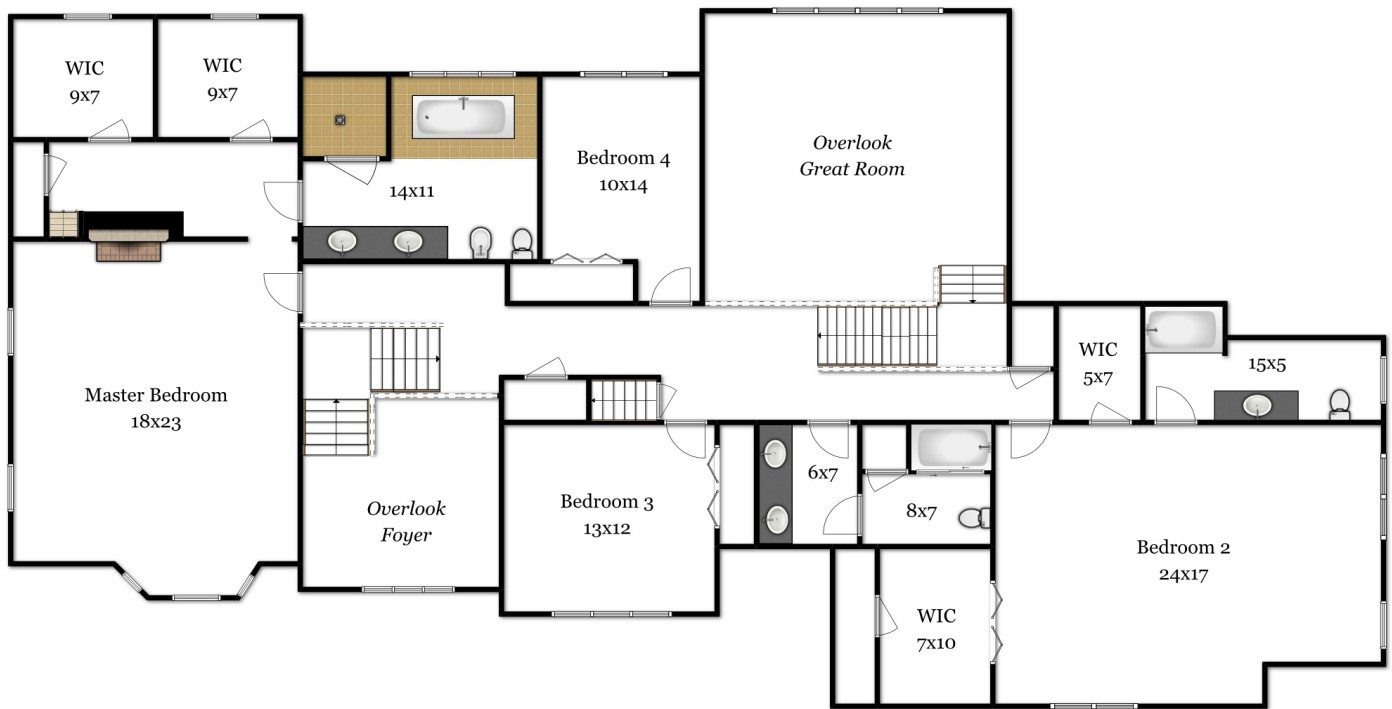 WIC
9x7
WIC
9x7
14x11
Bedroom 4
10x14
Overlook
Great Room
Master Bedroom
18x23
WIC
5x7
15x5
Overlook
Foyer
Bedroom 3
13x12
6x7
8x7
Bedroom 2
24x17
WIC
7x10